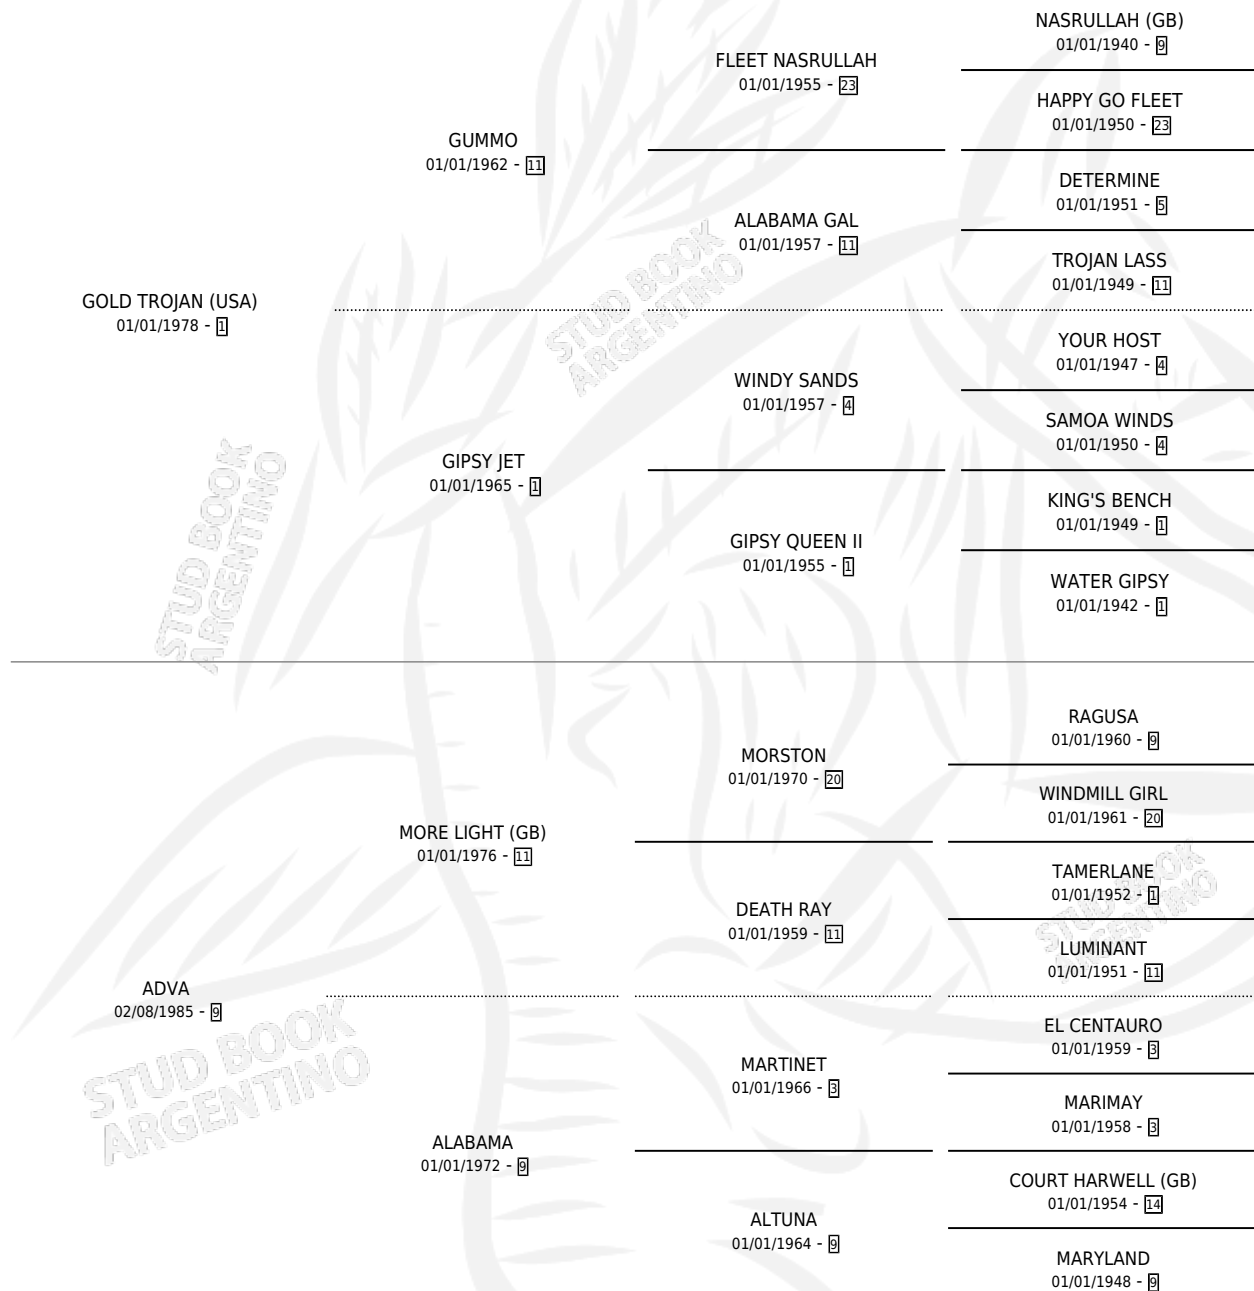 NASRULLAH (GB)
01/01/1940 - 9
FLEET NASRULLAH
01/01/1955 - 23
HAPPY GO FLEET
01/01/1950 - 23
GUMMO
01/01/1962 - 11
DETERMINE
01/01/1951 - 5
ALABAMA GAL
01/01/1957 - 11
TROJAN LASS
01/01/1949 - 11
GOLD TROJAN (USA)
01/01/1978 - 1
YOUR HOST
01/01/1947 - 4
WINDY SANDS
01/01/1957 - 4
SAMOA WINDS
01/01/1950 - 4
GIPSY JET
01/01/1965 - 1
KING'S BENCH
01/01/1949 - 1
GIPSY QUEEN II
01/01/1955 - 1
WATER GIPSY
01/01/1942 - 1
RAGUSA
01/01/1960 - 9
MORSTON
01/01/1970 - 20
WINDMILL GIRL
01/01/1961 - 20
MORE LIGHT (GB)
01/01/1976 - 11
TAMERLANE
01/01/1952 - 1
DEATH RAY
01/01/1959 - 11
LUMINANT
01/01/1951 - 11
ADVA
02/08/1985 - 9
EL CENTAURO
01/01/1959 - 3
MARTINET
01/01/1966 - 3
MARIMAY
01/01/1958 - 3
ALABAMA
01/01/1972 - 9
COURT HARWELL (GB)
01/01/1954 - 14
ALTUNA
01/01/1964 - 9
MARYLAND
01/01/1948 - 9
STUD BOOK
ARGENTINO
STUD BOOK
ARGENTINO
STUD BOOK
ARGENTINO
STUD BOOK
ARGENTINO